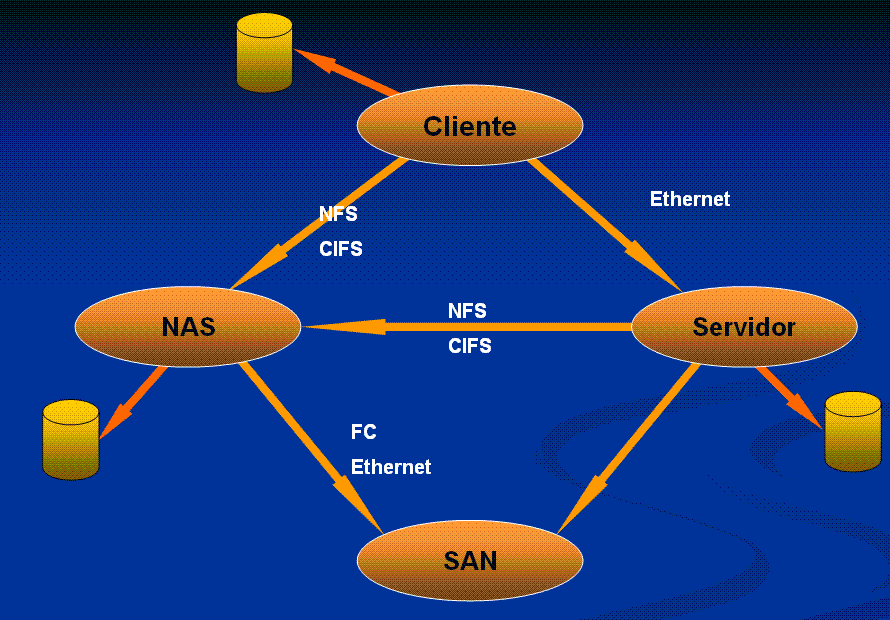 Cliente
Ethernet
NFS
CIFS
NAS
NFS
CIFS
Servidor
FC
Ethernet
SAN